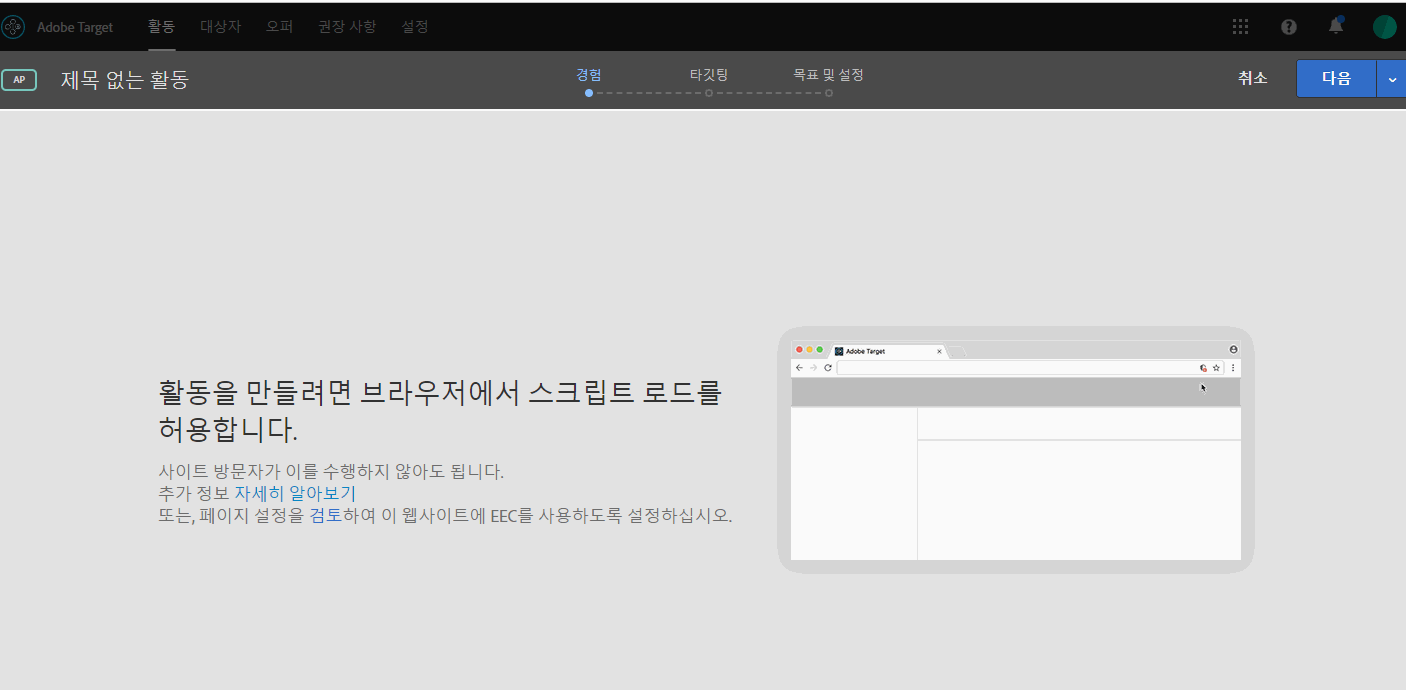 Adobe Target 활동 대상자 오퍼 권장 사항 설정
AP 제목 없는 활동 경험 타깃팅 목표 및 설정 취소 다음
Adobe Target
활동을 만들려면 브라우저에서 스크립트 로드를
허용합니다.
사이트 방문자가 이를 수행하지 않아도 됩니다.
추가 정보 자세히 알아보기
또는, 페이지 설정을 검토하여 이 웹사이트에 EEC를 사용하도록 설정하십시오.